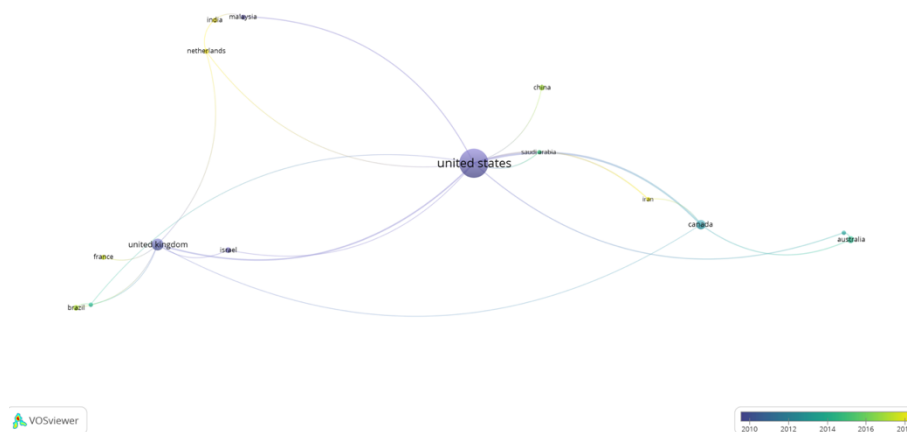 india
malaysia
netherlands
china
saudi arabia
united states
iran
canada
australia
united kingdom
israel
france
brazil
VOSviewer
2010 2012 2014 2016